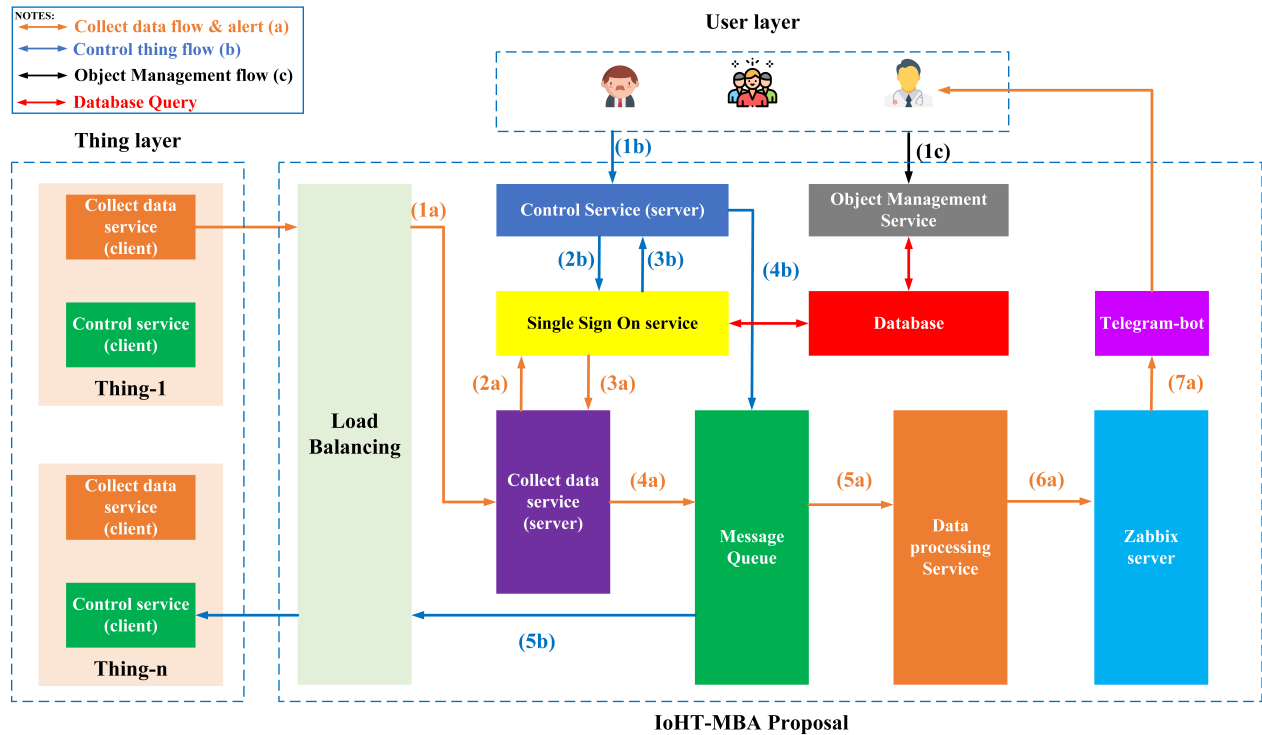 NOTES:
Collect data flow & alert (a)
Control thing flow (b)
Object Management flow (c)
Database Query
User layer
Thing layer
(1b)
(1c)
Collect data
service
(client)
Control service
(client)
Thing-1
Collect data
service
(client)
Control service
(client)
Thing-n
Load
Balancing
(1a)
Control Service (server)
Object Management
Service
(2b)
(3b)
(4b)
Single Sign On service
Database
Telegram-bot
(2a)
(3a)
(7a)
Collect data
service
(server)
(4a)
Message
Queue
(5a)
Data
processing
Service
(6a)
Zabbix
server
(5b)
IoHT-MBA Proposal